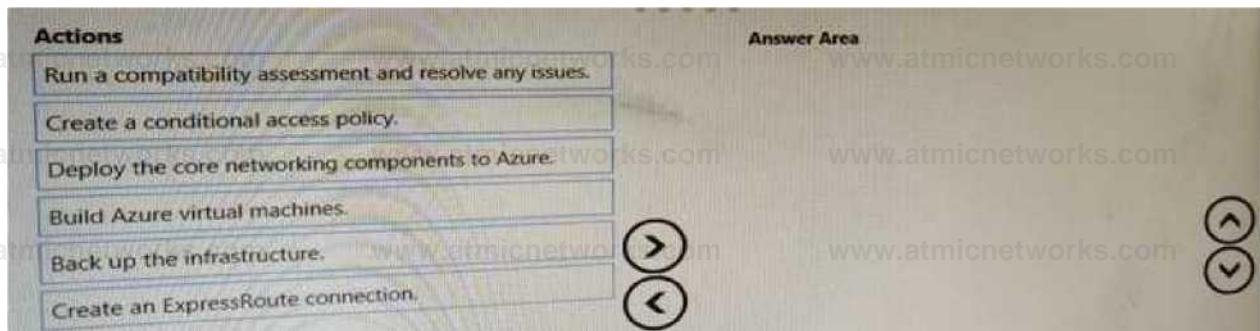 Actions
Answer Area
www.atmicnetworks.com
Run a compatibility assessment and resolve any issues.
Create a conditional access policy.
www.atmicnetworks.com
Deploy the core networking components to Azure.
Build Azure virtual machines.
www.atmicnetworks.com
Back up the infrastructure.
Create an ExpressRoute connection.